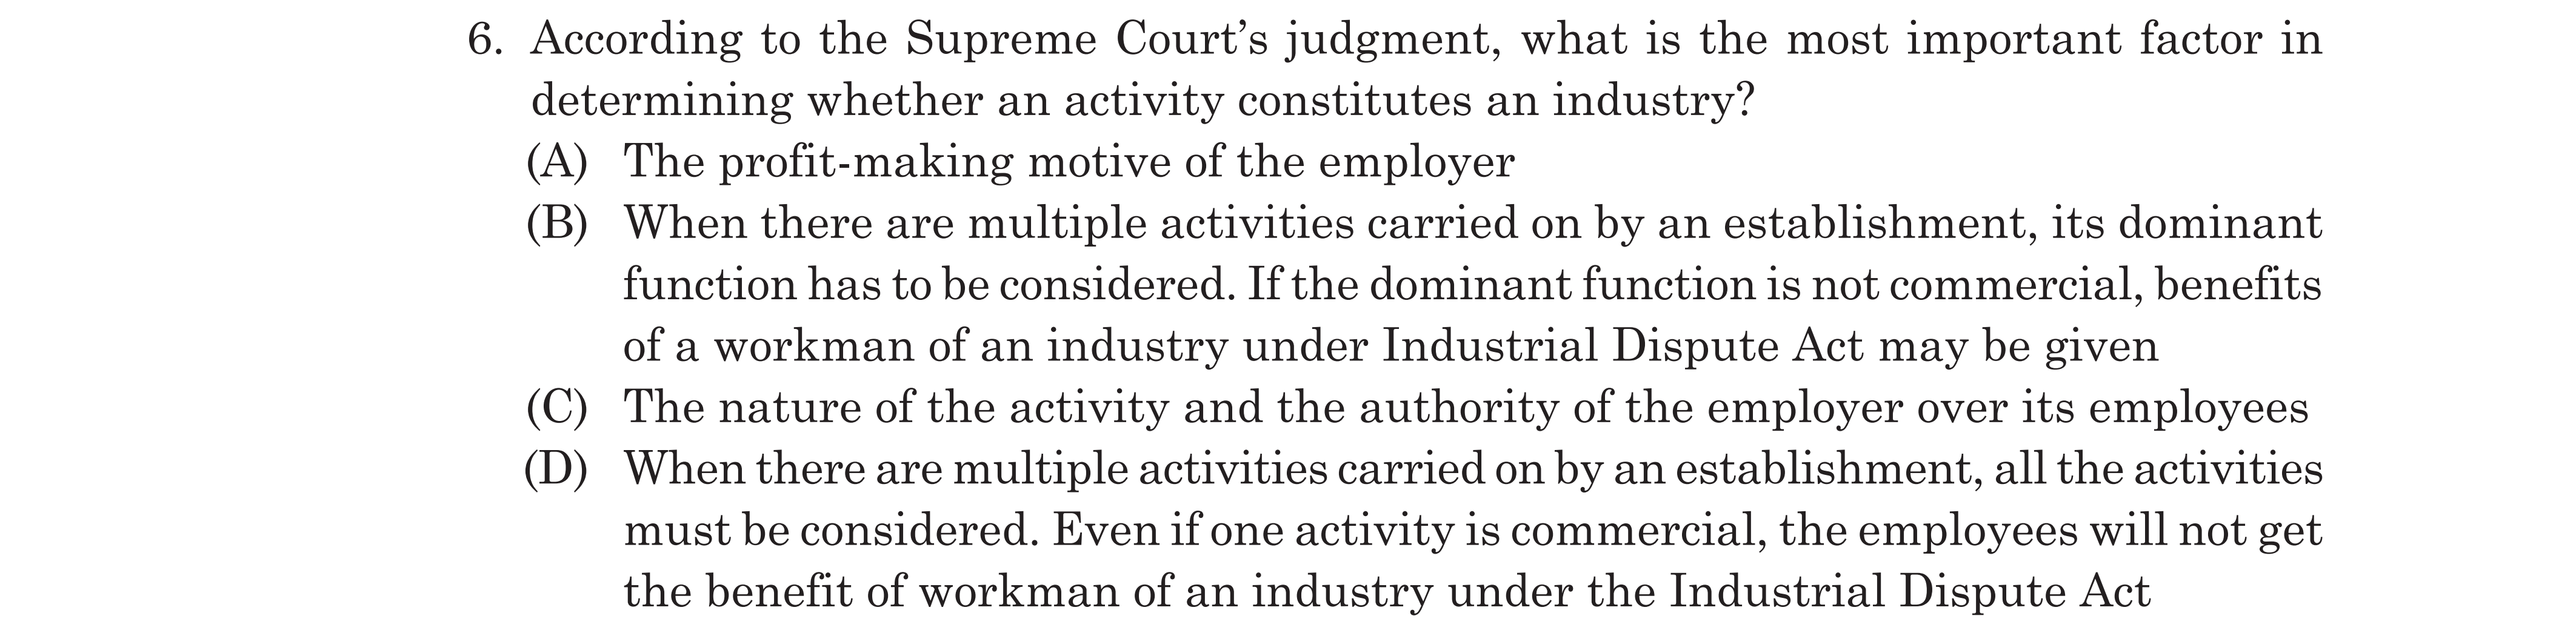 6. According to the Supreme Court's judgment, what is the most important factor in
determining whether an activity constitutes an industry?
(A) The profit-making motive of the employer
(B) When there are multiple activities carried on by an establishment, its dominant
function has to be considered. If the dominant function is not commercial, benefits
of a workman of an industry under Industrial Dispute Act may be given
(C) The nature of the activity and the authority of the employer over its employees
(D) When there are multiple activities carried on by an establishment, all the activities
must be considered. Even if one activity is commercial, the employees will not get
the benefit of workman of an industry under the Industrial Dispute Act